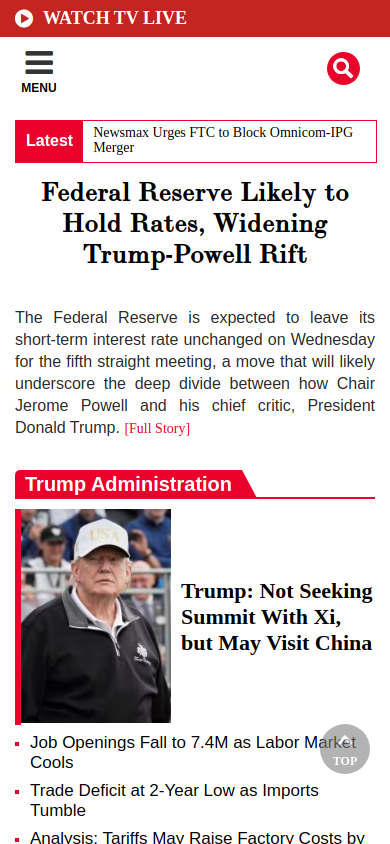 WATCH TV LIVE
MENU
Latest
Newsmax Urges FTC to Block Omnicom-IPG
Merger
Federal Reserve Likely to
Hold Rates, Widening
Trump-Powell Rift
The Federal Reserve is expected to leave its
short-term interest rate unchanged on Wednesday
for the fifth straight meeting, a move that will likely
underscore the deep divide between how Chair
Jerome Powell and his chief critic, President
Donald Trump. [Full Story]
Trump Administration
USA
Trump: Not Seeking
Summit With Xi,
but May Visit China
Job Openings Fall to 7.4M as Labor Market
Cools
TOP
Trade Deficit at 2-Year Low as Imports
Tumble
Analysis: Tariffs May Raise Factory Costs by